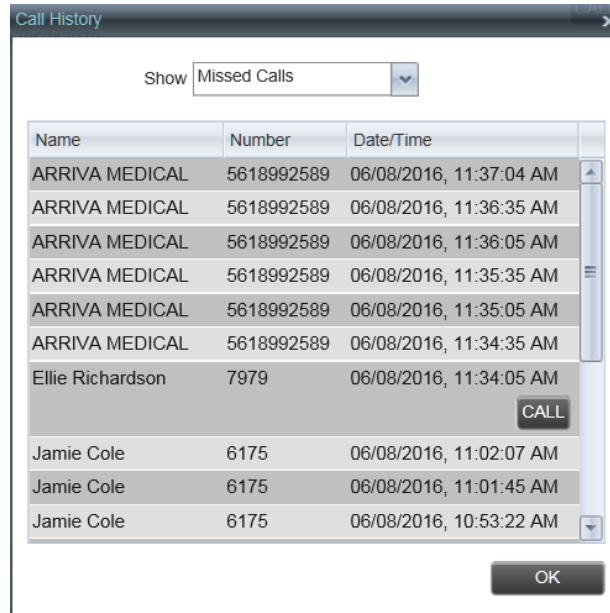 Call History
Show Missed Calls
Name Number Date/Time
ARRIVA MEDICAL 5618992589 06/08/2016, 11:37:04 AM
ARRIVA MEDICAL 5618992589 06/08/2016, 11:36:35 AM
ARRIVA MEDICAL 5618992589 06/08/2016, 11:36:05 AM
ARRIVA MEDICAL 5618992589 06/08/2016, 11:35:35 AM
ARRIVA MEDICAL 5618992589 06/08/2016, 11:35:05 AM
ARRIVA MEDICAL 5618992589 06/08/2016, 11:34:35 AM
Ellie Richardson 7979 06/08/2016, 11:34:05 AM
CALL
Jamie Cole 6175 06/08/2016, 11:02:07 AM
Jamie Cole 6175 06/08/2016, 11:01:45 AM
Jamie Cole 6175 06/08/2016, 10:53:22 AM
OK